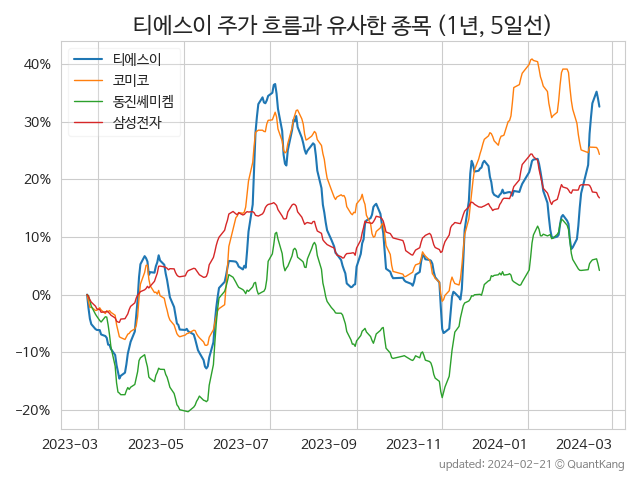 티에스이 주가 흐름과 유사한 종목 (1년, 5일선)
티에스이
코미코
동진쎄미켐
삼성전자
40%
30%
20%
10%
0%
−10%
−20%
2023-03 2023-05 2023-07 2023-09 2023-11 2024-01 2024-03
updated: 2024-02-21 © QuantKang